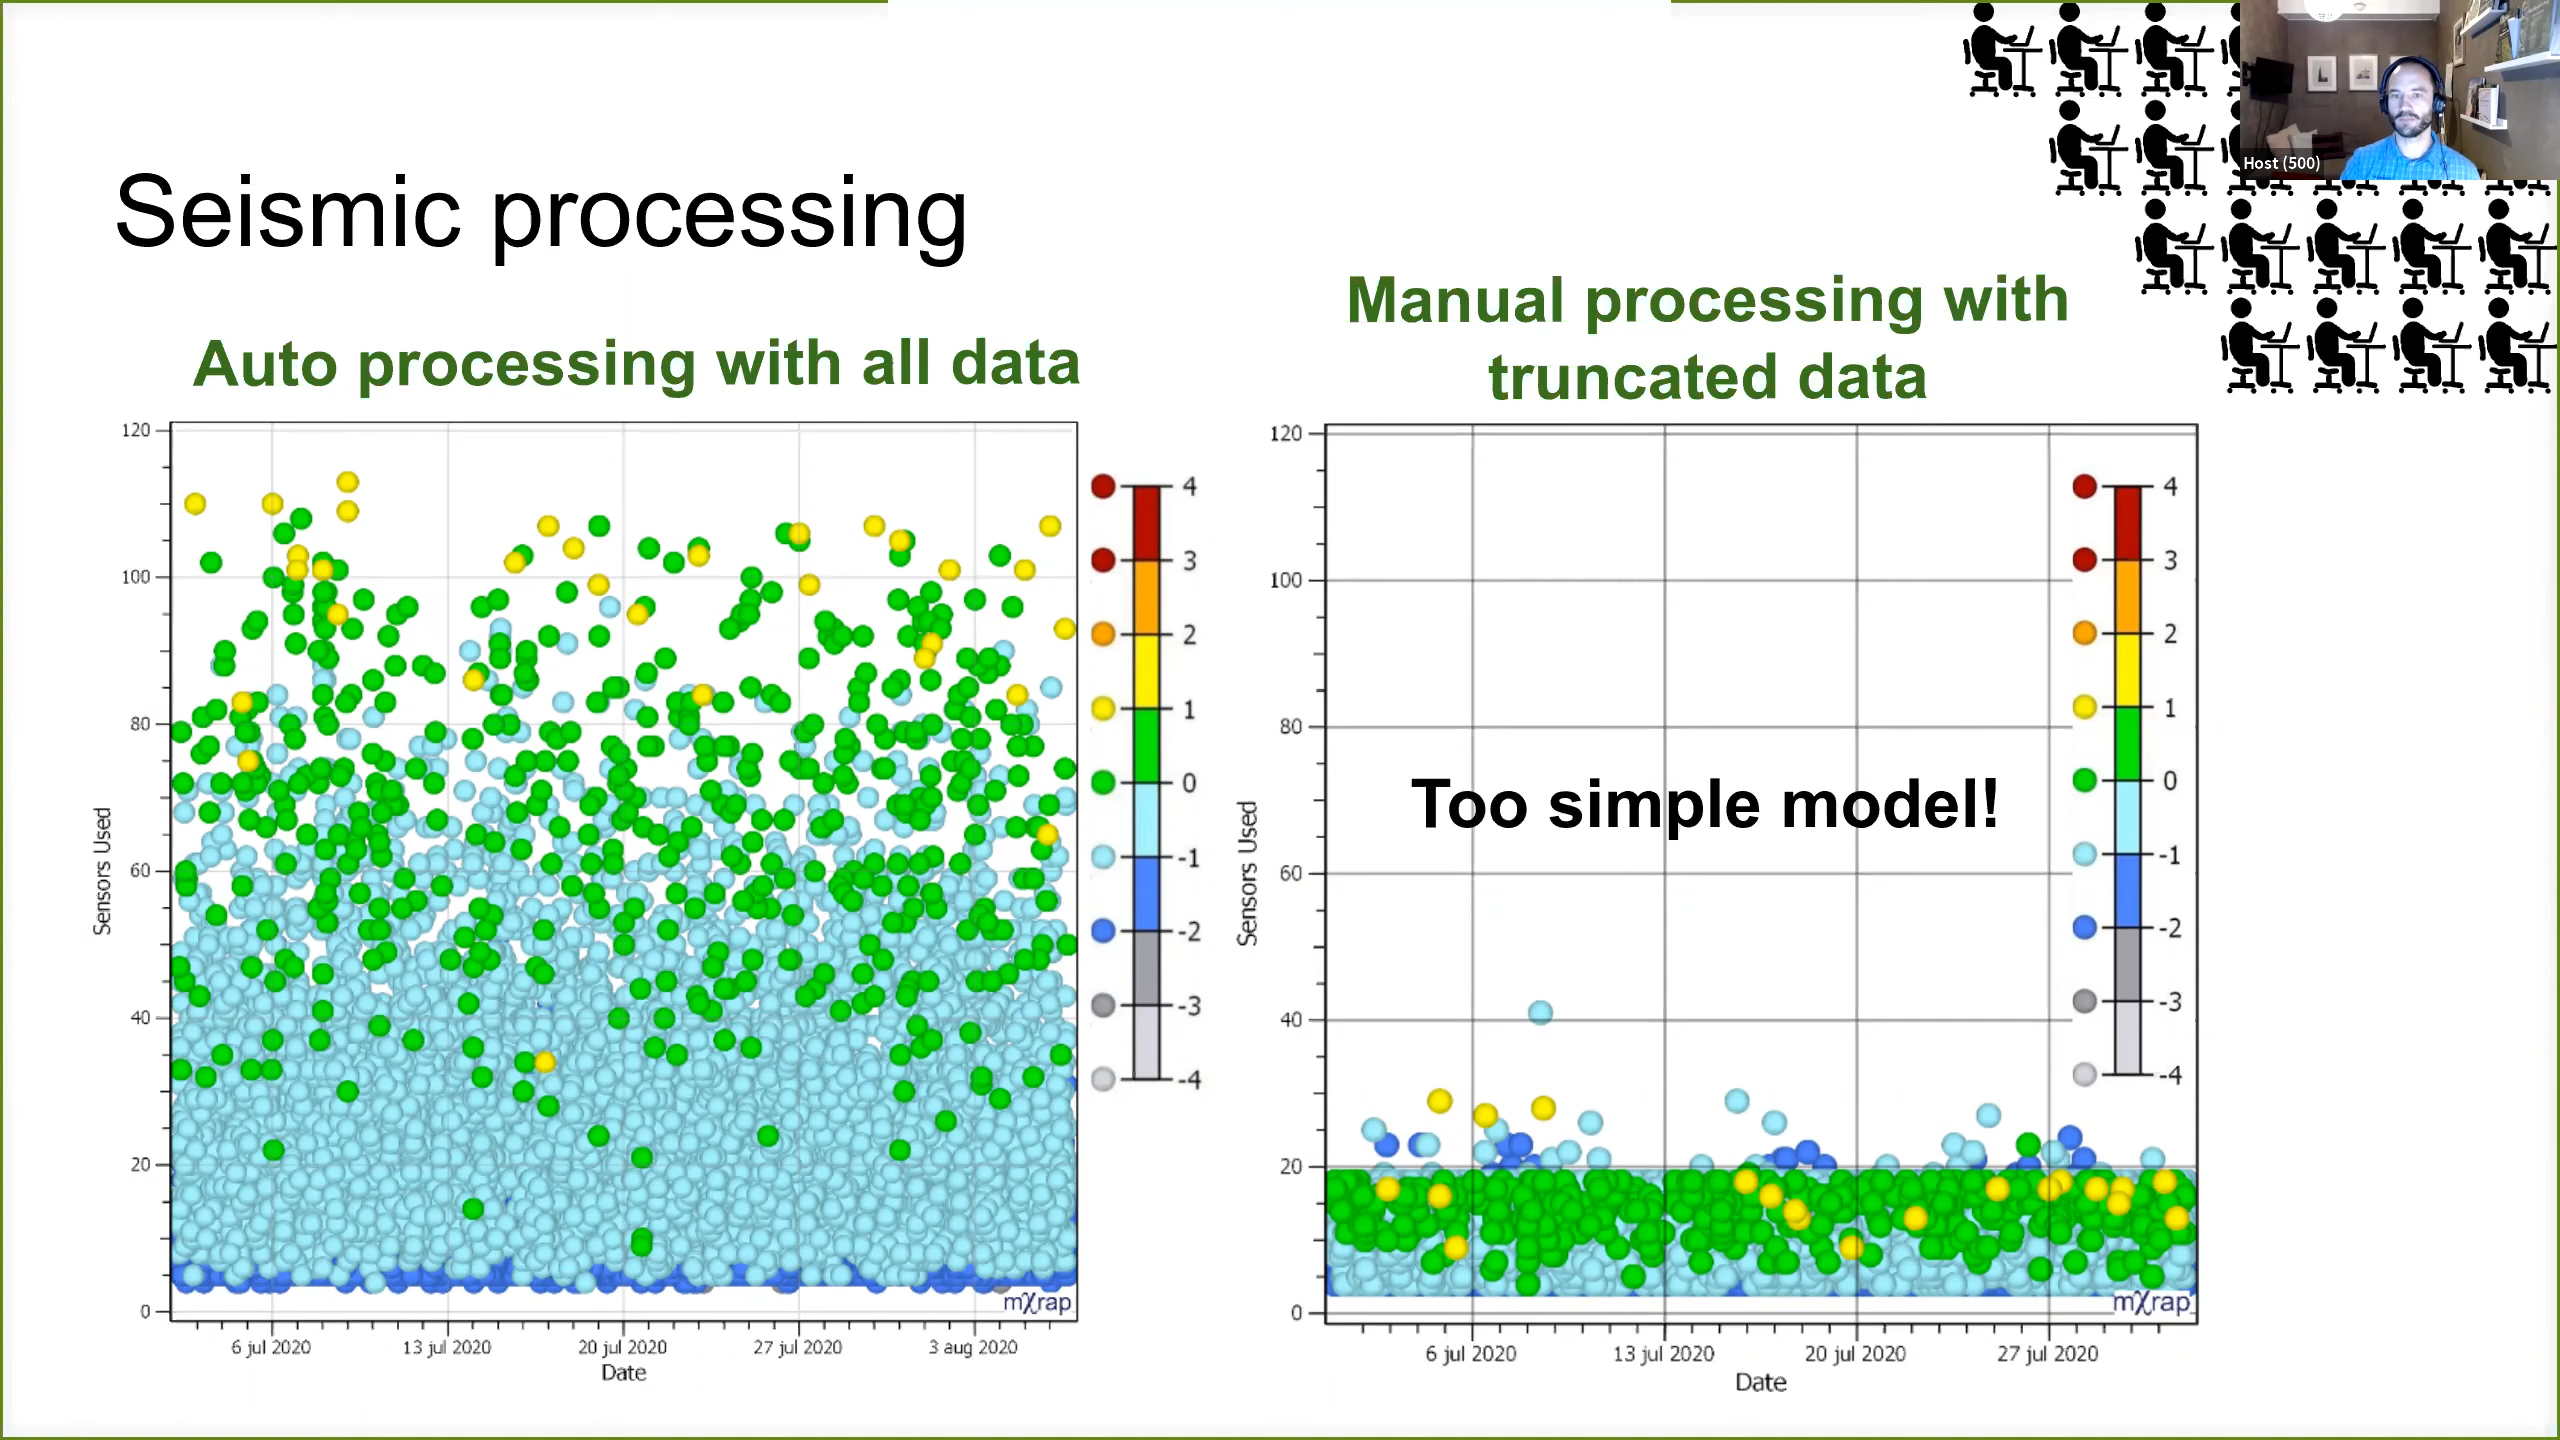 Host (500)
Seismic processing
Auto processing with all data
Manual processing with
truncated data
120
100
80
60
40
20
0
Sensors Used
6 jul 2020
13 jul 2020
20 jul 2020
27 jul 2020
3 aug 2020
Date
mχrap
4
3
2
1
0
-1
-2
-3
-4
120
100
80
60
40
20
0
Sensors Used
Too simple model!
6 jul 2020
13 jul 2020
20 jul 2020
27 jul 2020
Date
mχrap
4
3
2
1
0
-1
-2
-3
-4